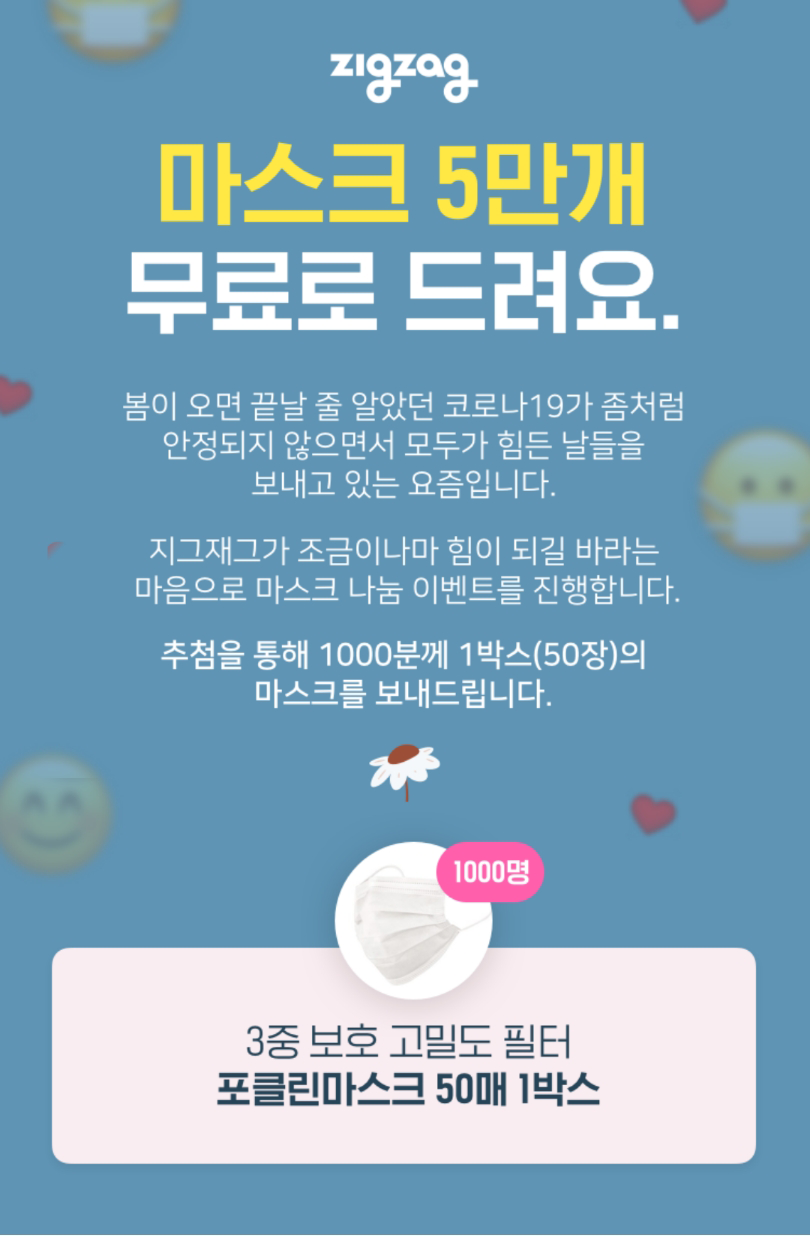 zigzag
마스크 5만개
무료로 드려요.
봄이 오면 끝날 줄 알았던 코로나19가 좀처럼
안정되지 않으면서 모두가 힘든 날들을
보내고 있는 요즘입니다.
지그재그가 조금이나마 힘이 되길 바라는
마음으로 마스크 나눔 이벤트를 진행합니다.
추첨을 통해 1000분께 1박스(50장)의
마스크를 보내드립니다.
1000명
3중 보호 고밀도 필터
포클린마스크 50매 1박스